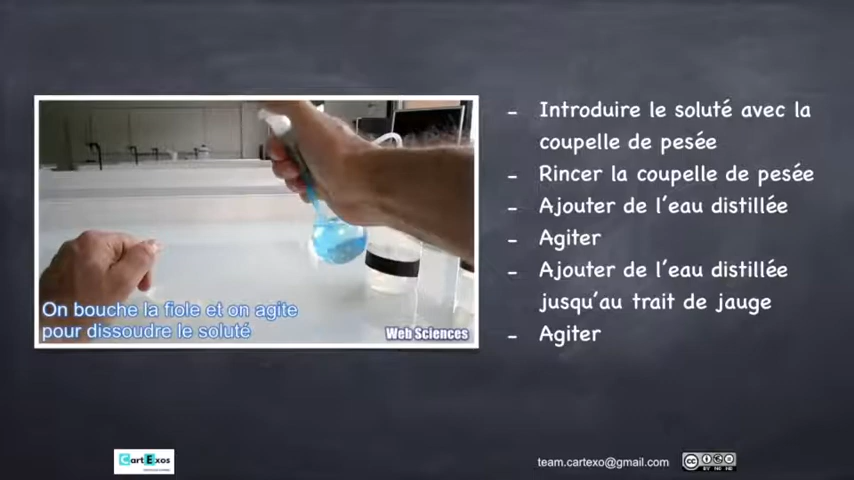 - Introduire le soluté avec la
coupelle de pesée
- Rincer la coupelle de pesée
- Ajouter de l'eau distillée
- Agiter
- Ajouter de l'eau distillée
jusqu'au trait de jauge
- Agiter
On bouche la fiole et on agite
pour dissoudre le soluté
Web Sciences
CartExos
team.cartexo@gmail.com